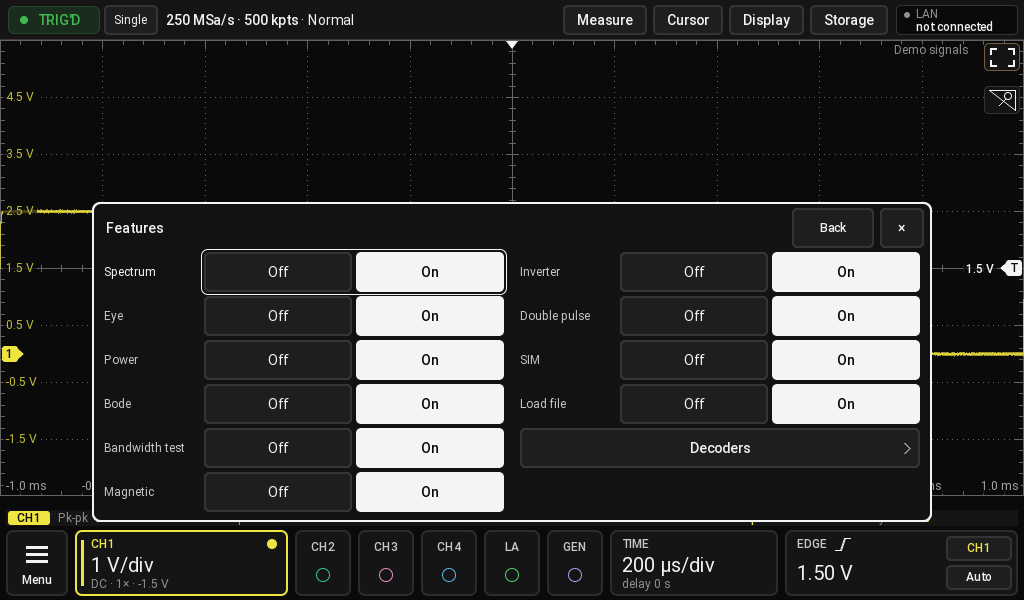 TRIG'D
Single
250 MSa/s · 500 kpts · Normal
Measure
Cursor
Display
Storage
LAN
not connected
Demo signals
4.5 V
3.5 V
2.5 V
1.5 V
0.5 V
-0.5 V
-1.5 V
1
1.5 V
T
Features
Back
×
Spectrum
Off
On
Inverter
Off
On
Eye
Off
On
Double pulse
Off
On
Power
Off
On
SIM
Off
On
Bode
Off
On
Load file
Off
On
Bandwidth test
Off
On
Decoders
Magnetic
Off
On
-1.0 ms
1.0 ms
CH1
Pk-pk
Menu
CH1
1 V/div
DC · 1× · -1.5 V
CH2
CH3
CH4
LA
GEN
TIME
200 µs/div
delay 0 s
EDGE
1.50 V
CH1
Auto